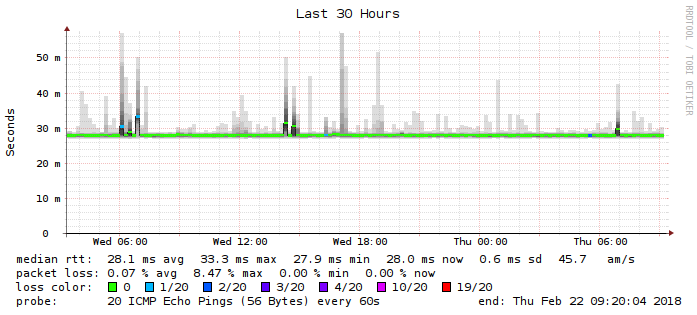 Last 30 Hours
RRDTOOL / TOBI OETIKER
Seconds
50 m
40 m
30 m
20 m
10 m
0
Wed 06:00 Wed 12:00 Wed 18:00 Thu 00:00 Thu 06:00
median rtt: 28.1 ms avg 33.3 ms max 27.9 ms min 28.0 ms now 0.6 ms sd 45.7 am/s
packet loss: 0.07 % avg 8.47 % max 0.00 % min 0.00 % now
loss color: 0 1/20 2/20 3/20 4/20 10/20 19/20
probe: 20 ICMP Echo Pings (56 Bytes) every 60s end: Thu Feb 22 09:20:04 2018